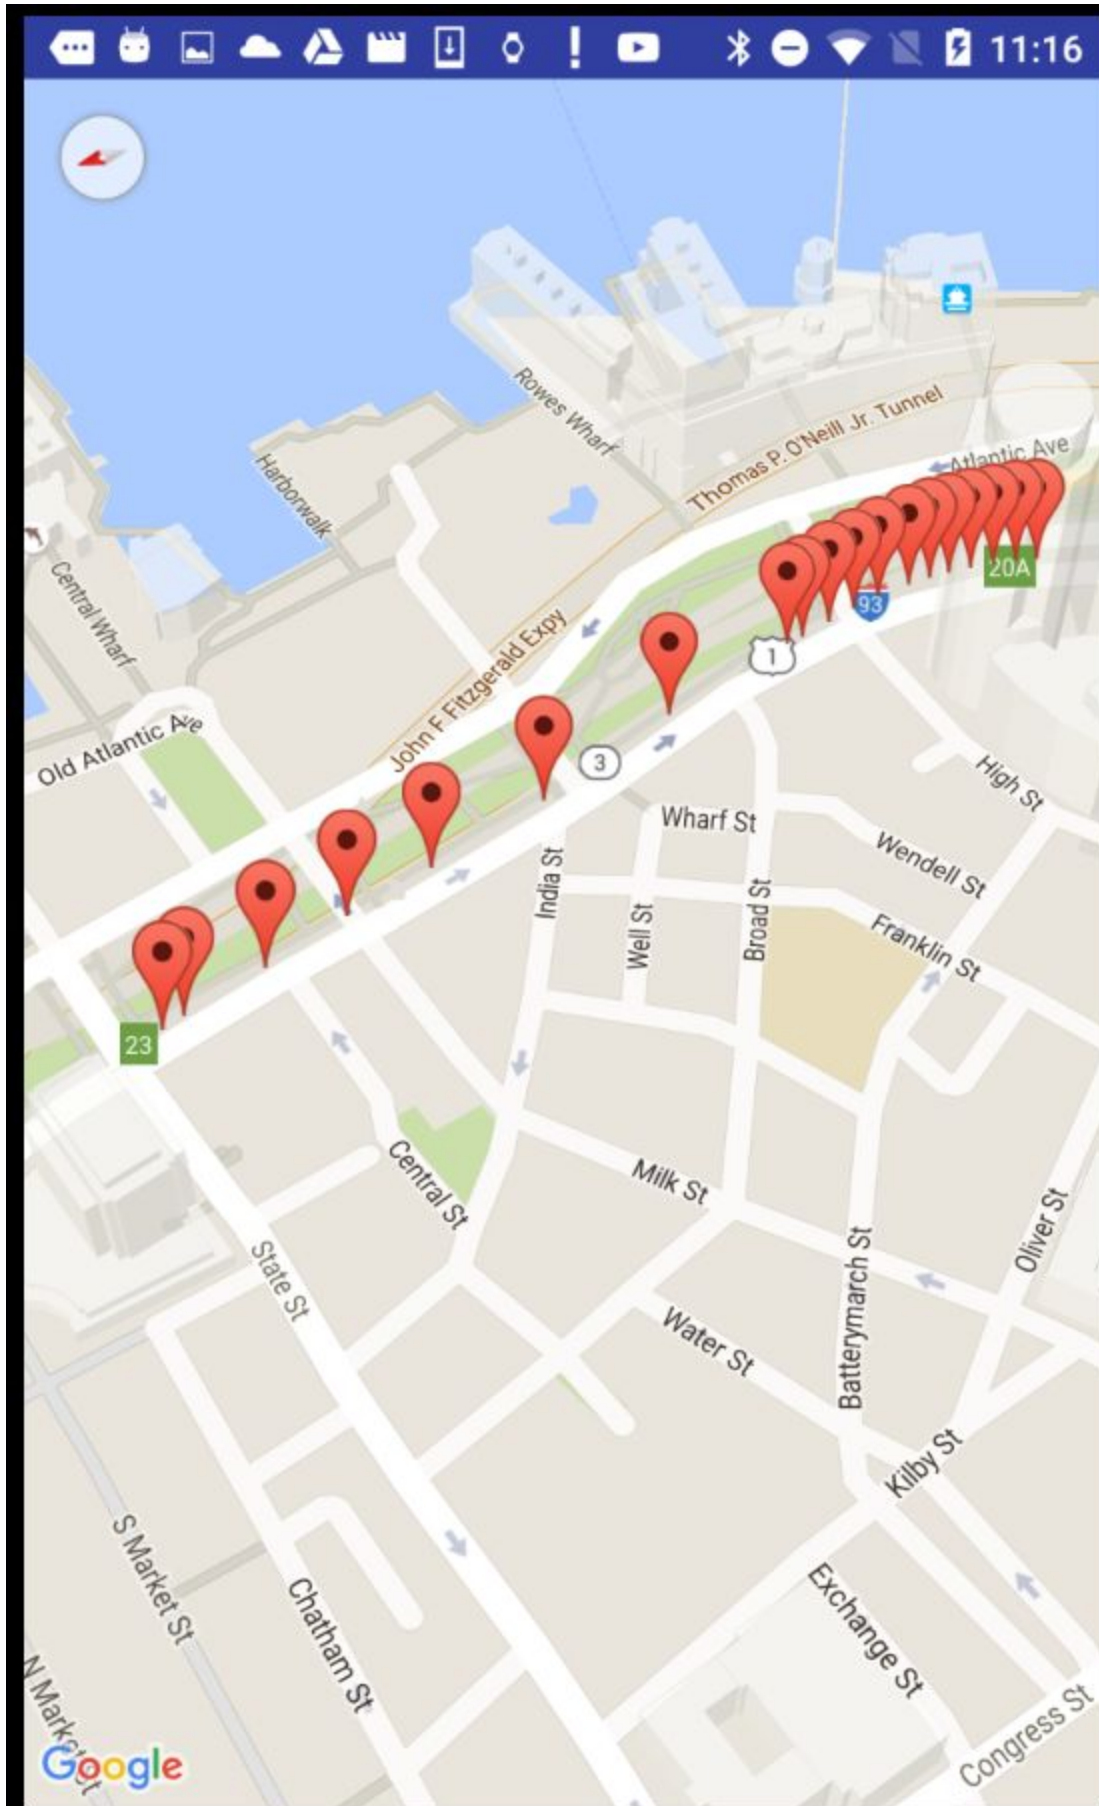 11:16
Rowes Wharf
Thomas P. O'Neill Jr. Tunnel
Atlantic Ave
Harborwalk
Central Wharf
20A
93
John F Fitzgerald Expy
1
Old Atlantic Ave
3
High St
Wharf St
Wendell St
India St
Well St
Broad St
Franklin St
23
Central St
Milk St
Oliver St
State St
Batterymarch St
Water St
Kilby St
S Market St
Chatham St
Exchange St
N Market St
Congress St
Google